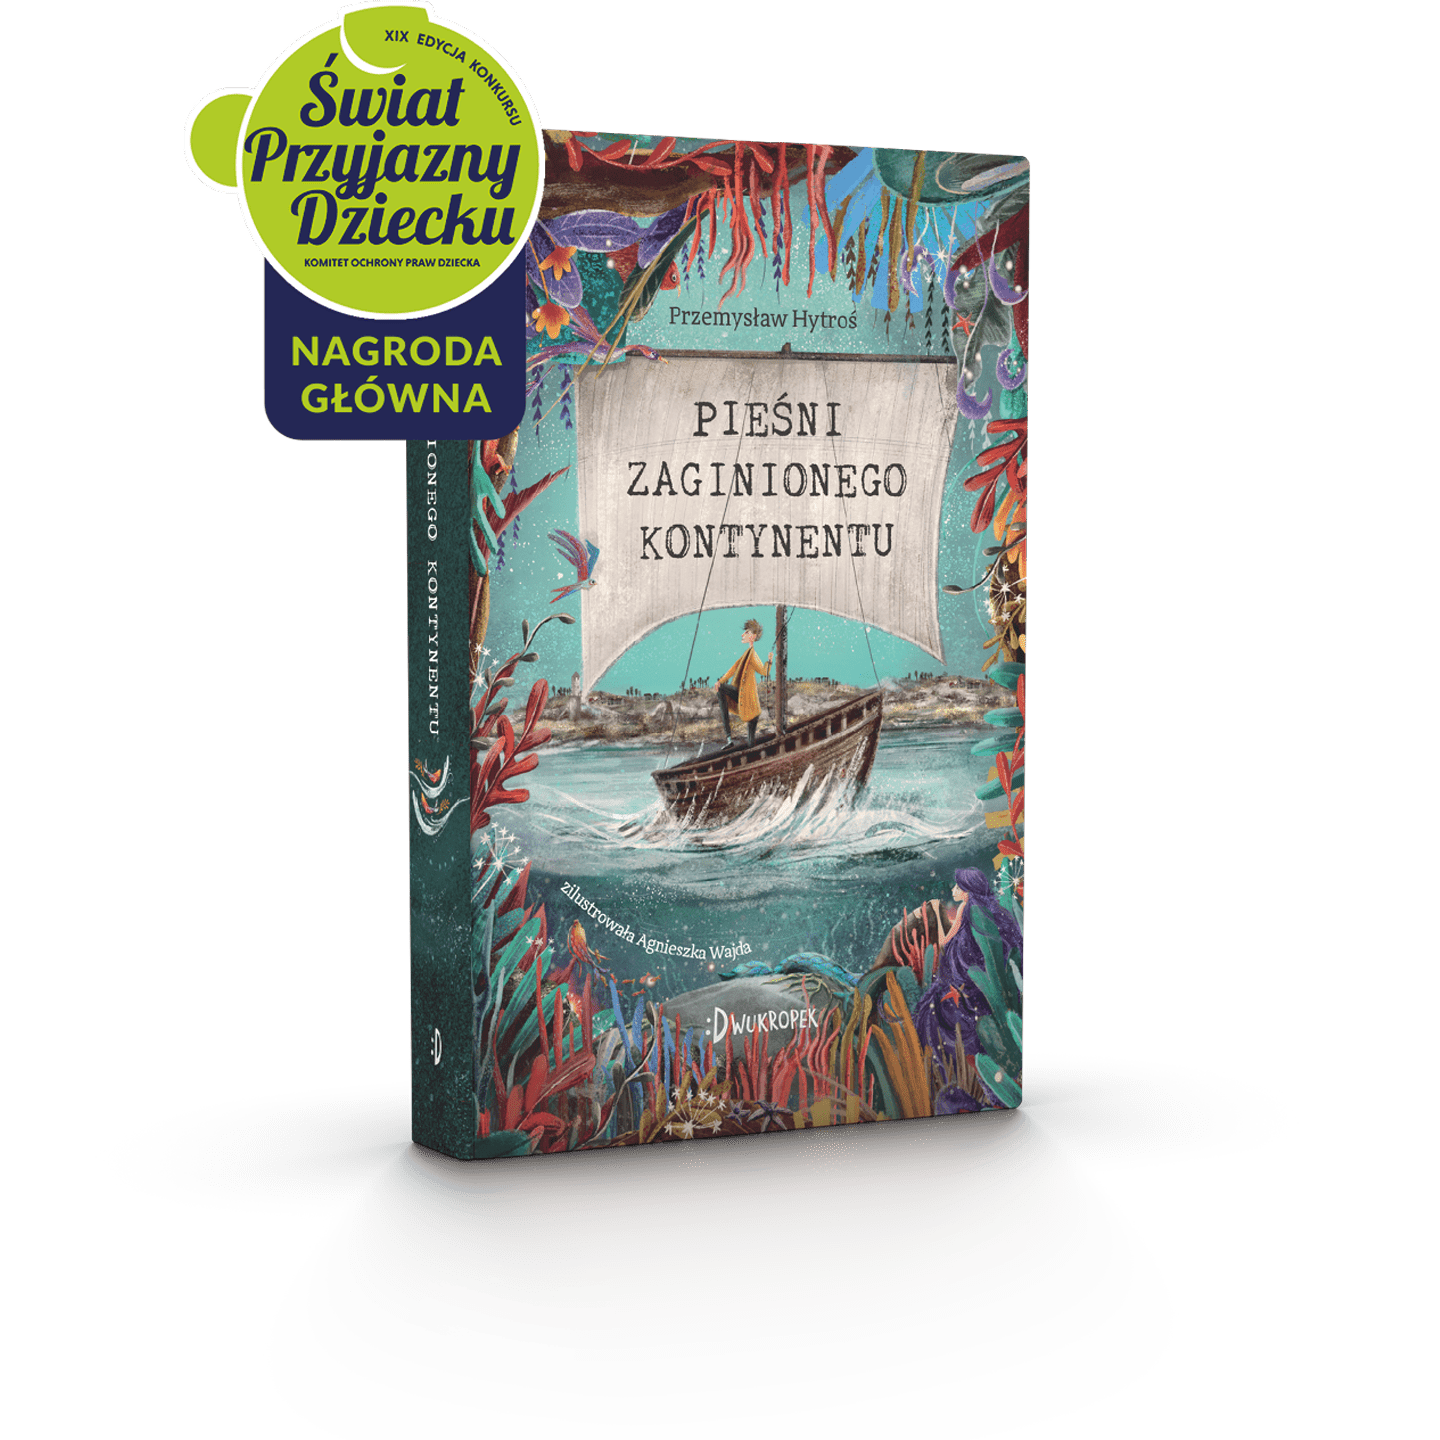 XIX EDYCJA KONKURSU
Świat
Przyjazny
Dziecku
KOMITET OCHRONY PRAW DZIECKA
NAGRODA
GŁÓWNA
Przemysław Hytroś
PIEŚNI
ZAGINIONEGO
KONTYNENTU
zilustrowała Agnieszka Wajda
:DWUKROPEK
IONEGO KONTYNENTU
:D